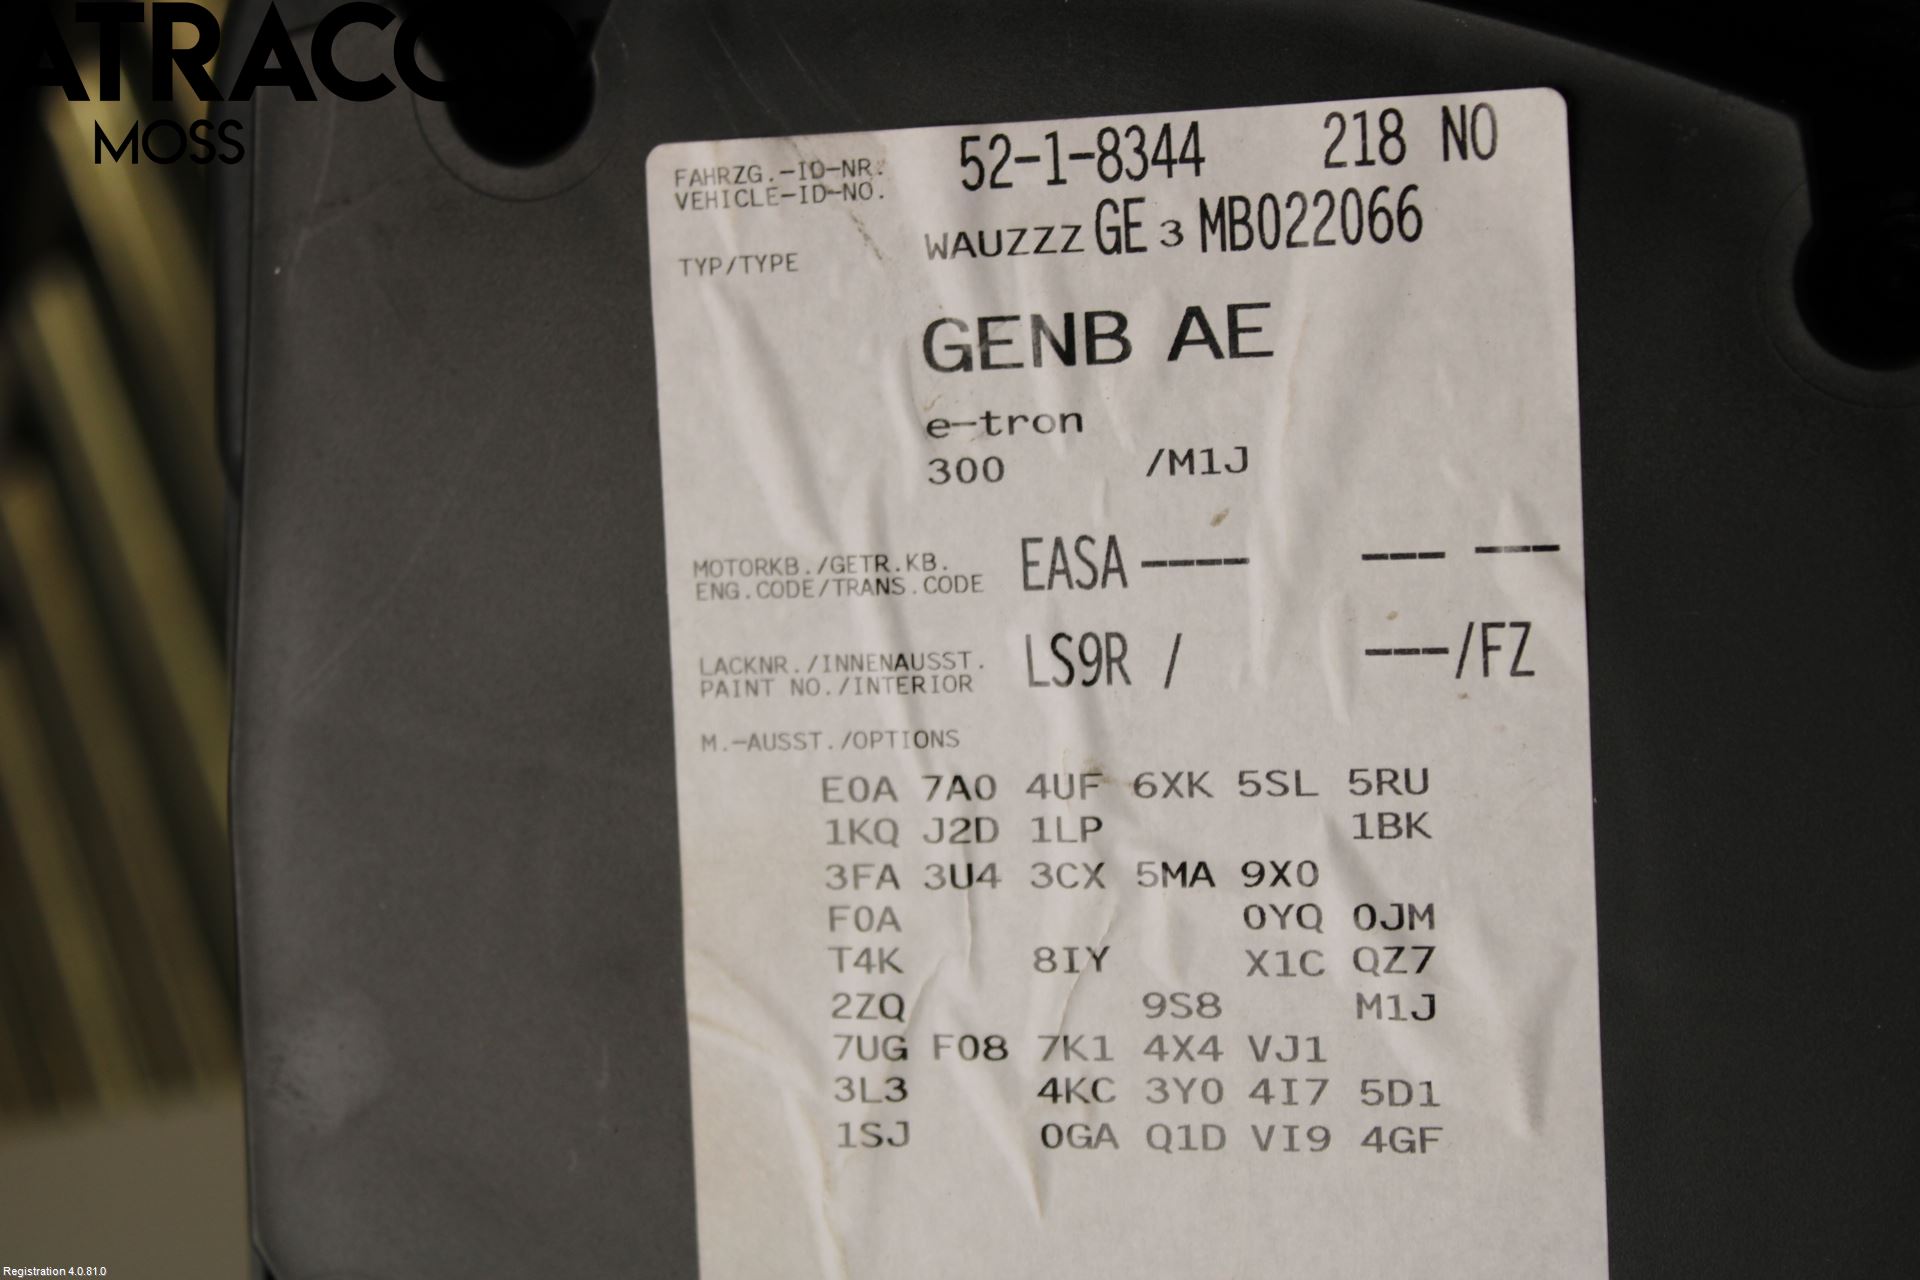 ATRACO
MOSS
52-1-8344 218 NO
FAHRZG.-ID-NR.
VEHICLE-ID-NO.
WAUZZZ GE 3 MB022066
TYP/TYPE
GENB AE
e-tron
300 /M1J
MOTORKB./GETR.KB.
ENG.CODE/TRANS.CODE
EASA ---- --- ---
LACKNR./INNENAUSST.
PAINT NO./INTERIOR
LS9R / ---/FZ
M.-AUSST./OPTIONS
E0A 7A0 4UF 6XK 5SL 5RU
1KQ J2D 1LP 1BK
3FA 3U4 3CX 5MA 9X0
F0A 0YQ 0JM
T4K 8IY X1C QZ7
2ZQ 9S8 M1J
7UG F08 7K1 4X4 VJ1
3L3 4KC 3Y0 4I7 5D1
1SJ 0GA Q1D VI9 4GF
Registration 4.0.81.0